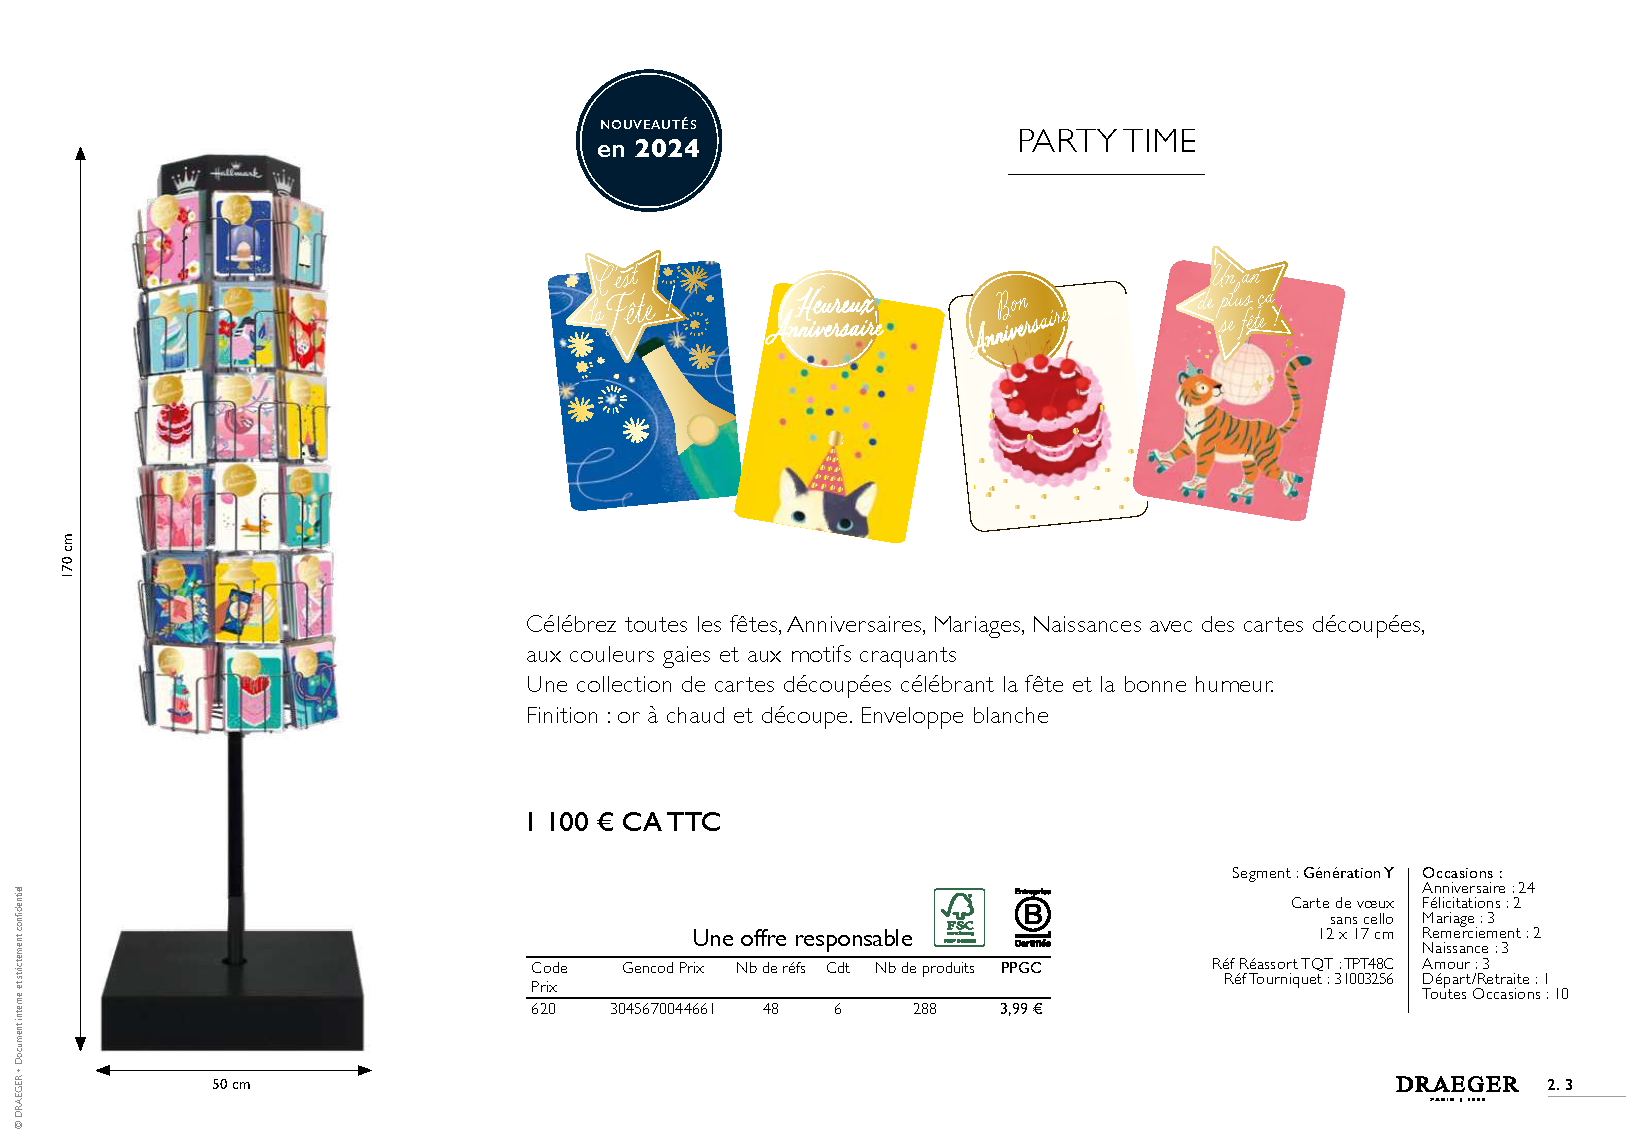 NOUVEAUTÉS
en 2024
PARTY TIME
Hallmark
C'est
la Fête !
Heureux
Anniversaire
Bon
Anniversaire
Un an
de plus ça
se fête !
170 cm
50 cm
Célébrez toutes les fêtes, Anniversaires, Mariages, Naissances avec des cartes découpées,
aux couleurs gaies et aux motifs craquants
Une collection de cartes découpées célébrant la fête et la bonne humeur.
Finition : or à chaud et découpe. Enveloppe blanche
1 100 € CA TTC
Une offre responsable
FSC
Entreprise
B
Certifiée
Code Prix Gencod Prix Nb de réfs Cdt Nb de produits PPGC
620 3045670044661 48 6 288 3,99 €
Segment : Génération Y
Carte de vœux
sans cello
12 x 17 cm
Réf Réassort TQT : TPT48C
Réf Tourniquet : 31003256
Occasions :
Anniversaire : 24
Félicitations : 2
Mariage : 3
Remerciement : 2
Naissance : 3
Amour : 3
Départ/Retraite : 1
Toutes Occasions : 10
DRAEGER
2. 3
© DRAEGER • Document interne et strictement confidentiel